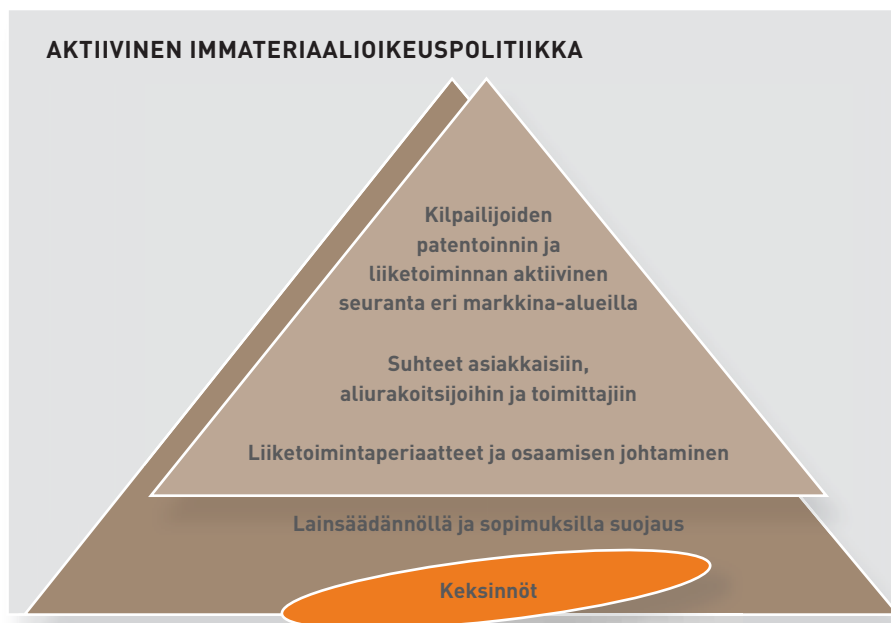 AKTIIVINEN IMMATERIAALIOIKEUSPOLITIIKKA
Kilpailijoiden
patentoinnin ja
liiketoiminnan aktiivinen
seuranta eri markkina-alueilla
Suhteet asiakkaisiin,
aliurakoitsijoihin ja toimittajiin
Liiketoimintaperiaatteet ja osaamisen johtaminen
Lainsäädännöllä ja sopimuksilla suojaus
Keksinnöt